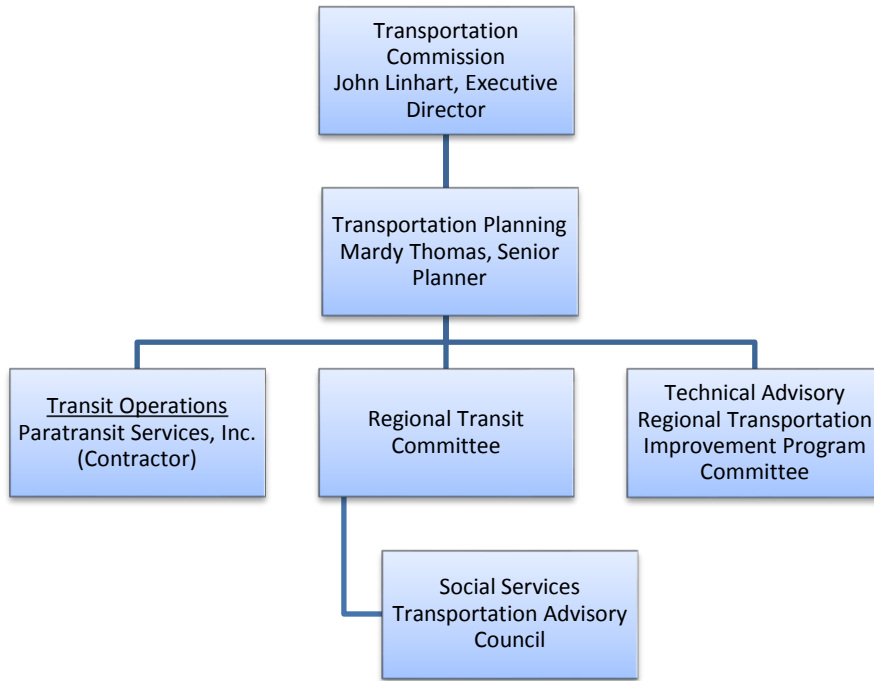 Transportation
Commission
John Linhart, Executive
Director
Transportation Planning
Mardy Thomas, Senior
Planner
Transit Operations
Paratransit Services, Inc.
(Contractor)
Regional Transit
Committee
Technical Advisory
Regional Transportation
Improvement Program
Committee
Social Services
Transportation Advisory
Council